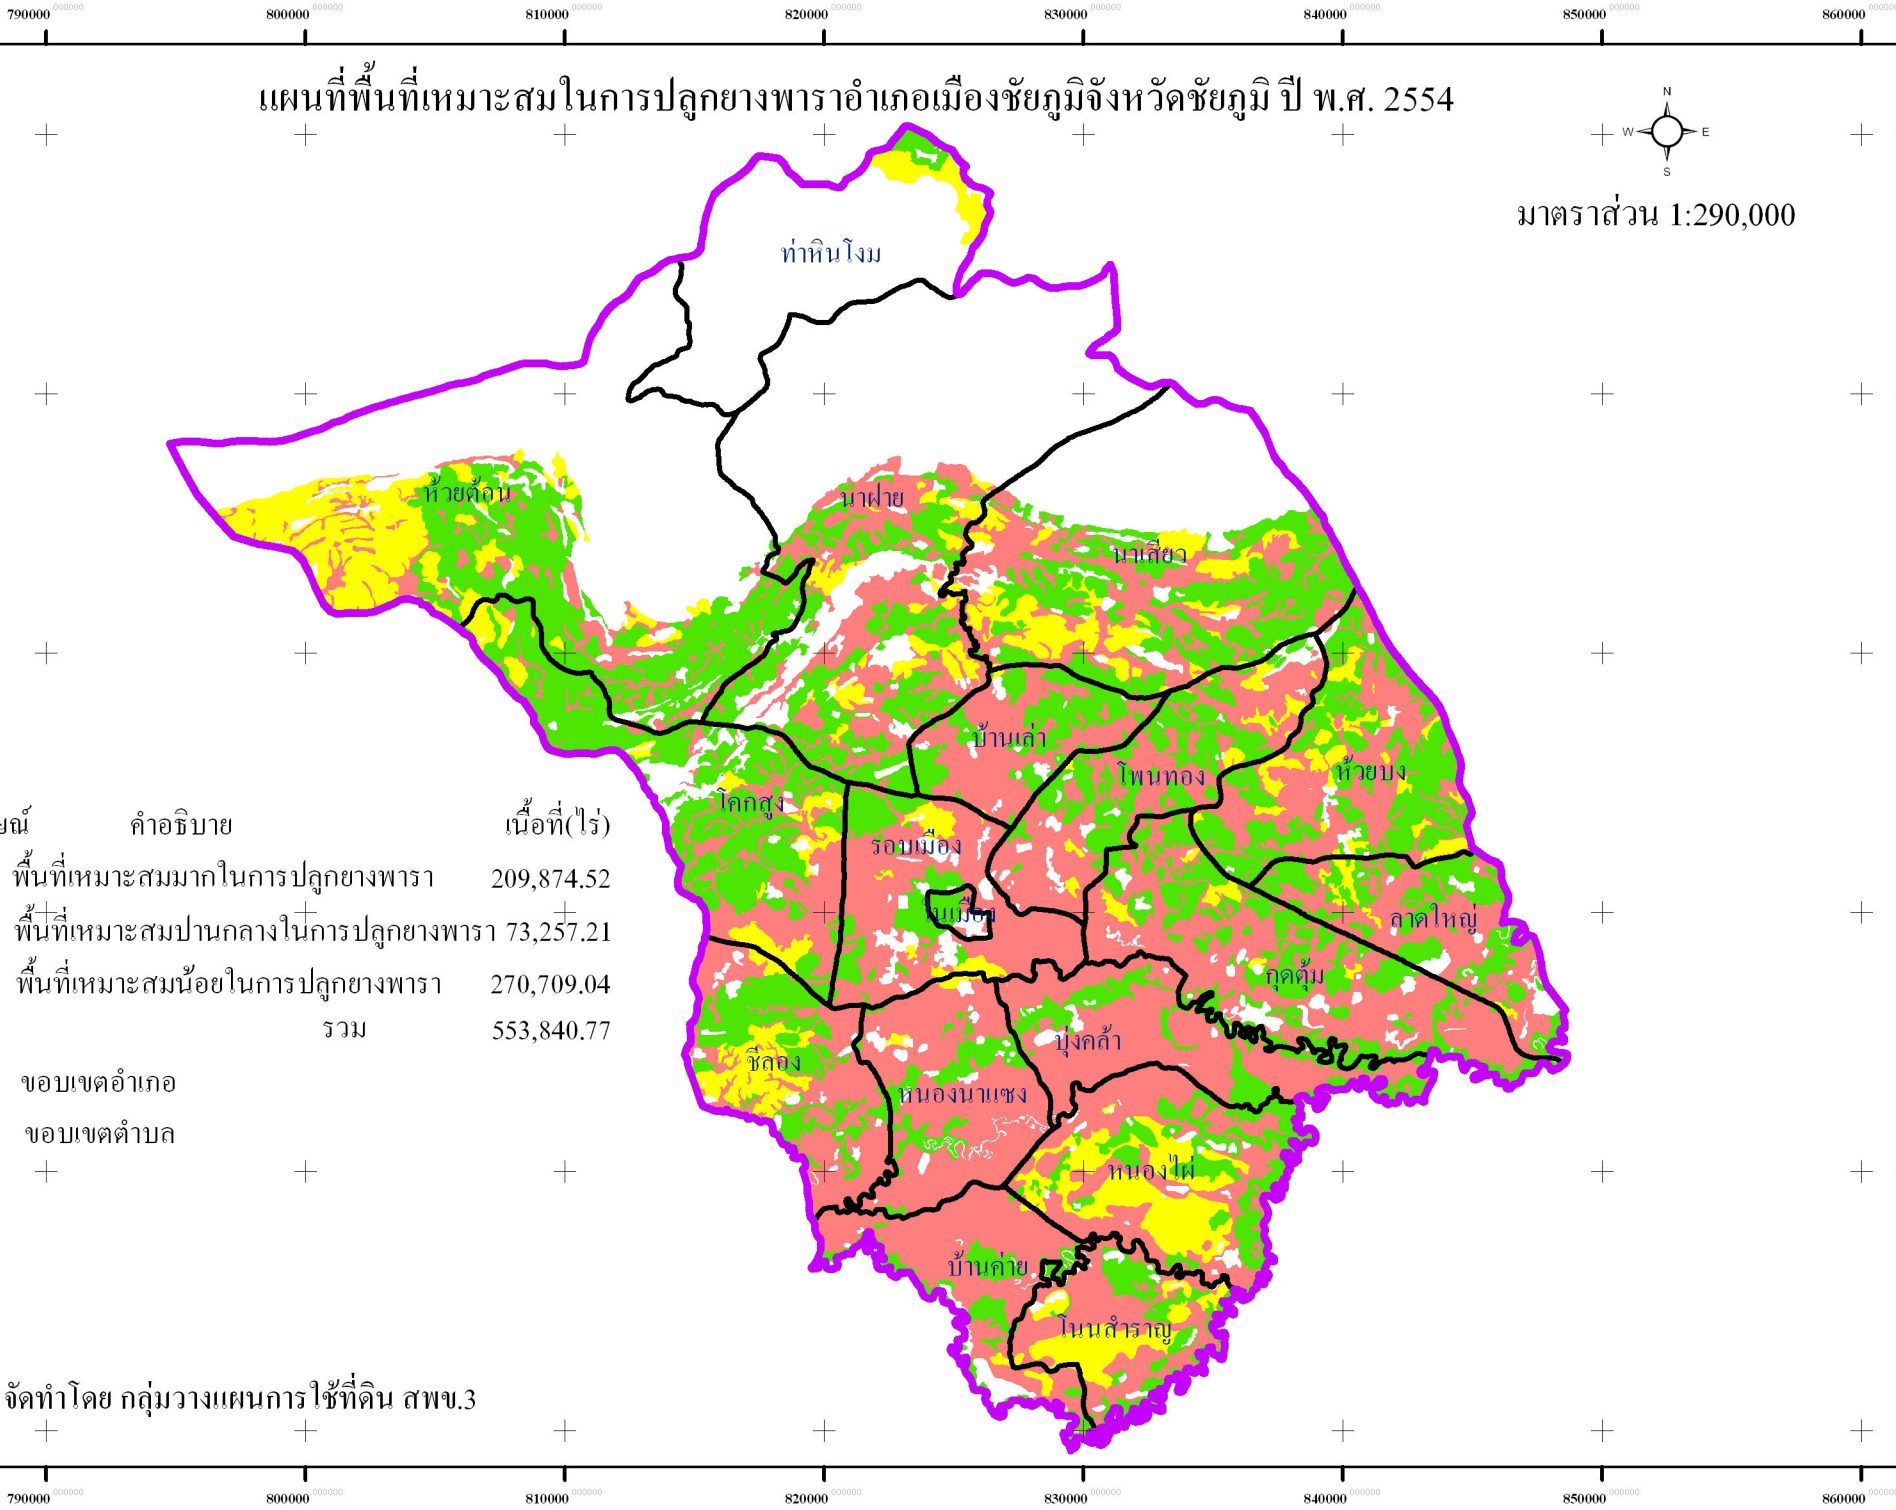 790000 800000 810000 820000 830000 840000 850000 860000
แผนที่พื้นที่เหมาะสมในการปลูกยางพาราอำเภอเมืองชัยภูมิจังหวัดชัยภูมิ ปี พ.ศ. 2554
N
W E
S
มาตราส่วน 1:290,000
ท่าหินโงม
ห้วยต้อน
นาฝาย
นาเสียว
บ้านเล่า
โพนทอง
ห้วยบง
โคกสูง
รอบเมือง
ในเมือง
ลาดใหญ่
กุดตุ้ม
บุ่งคล้า
ชีลอง
หนองนาแซง
หนองไผ่
บ้านค่าย
โนนสำราญ
คำอธิบาย เนื้อที่(ไร่)
พื้นที่เหมาะสมมากในการปลูกยางพารา 209,874.52
พื้นที่เหมาะสมปานกลางในการปลูกยางพารา 73,257.21
พื้นที่เหมาะสมน้อยในการปลูกยางพารา 270,709.04
รวม 553,840.77
ขอบเขตอำเภอ
ขอบเขตตำบล
จัดทำโดย กลุ่มวางแผนการใช้ที่ดิน สพข.3
790000 800000 810000 820000 830000 840000 850000 860000